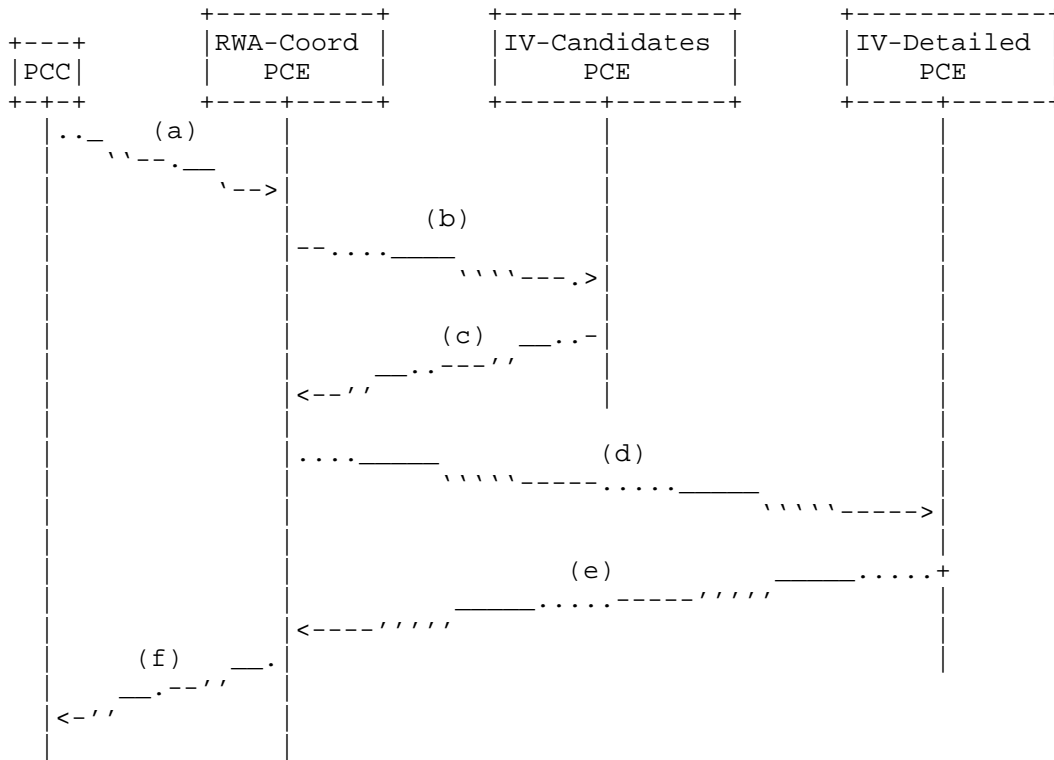 RWA-Coord IV-Candidates IV-Detailed
PCC PCE PCE PCE
(a)
(b)
(c)
(d)
(e)
(f)